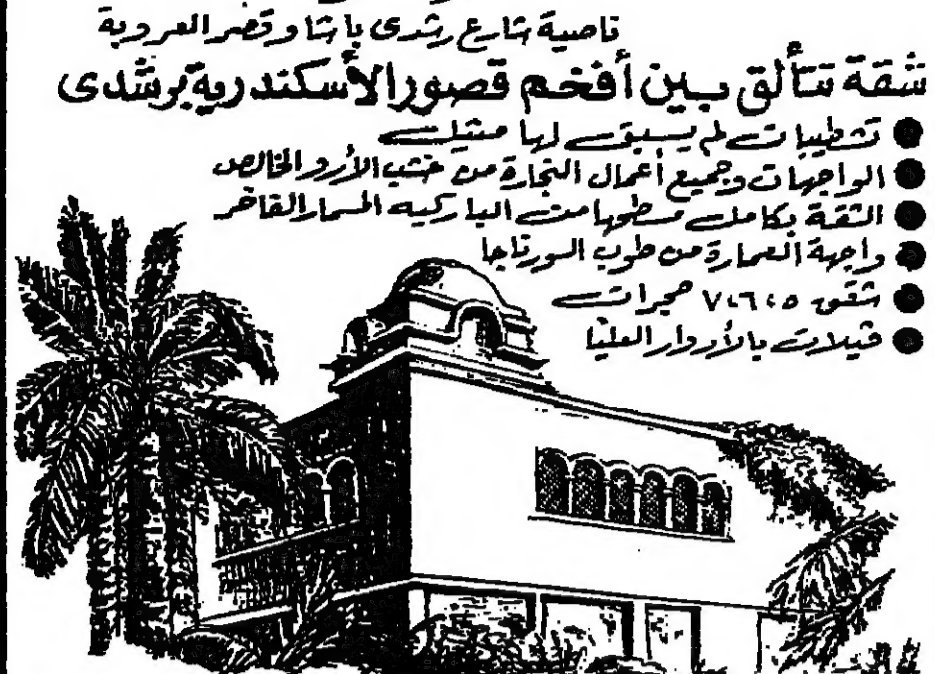 ناصية شارع رشدى باشا وقصر العروبة
شقة تتألق بين أفخم قصور الأسكندرية برشدى
تشطيبات لم يسبق لها مثيل
الواجهات وجميع أعمال النجارة من خشب الأرو الخالص
الشقة بكامل مسطحها من الباركيه المسمار الفاخر
واجهة العمارة من طوب السورناجا
شقق ٥،٦،٧ حجرات
فيلات بالأدوار العليا